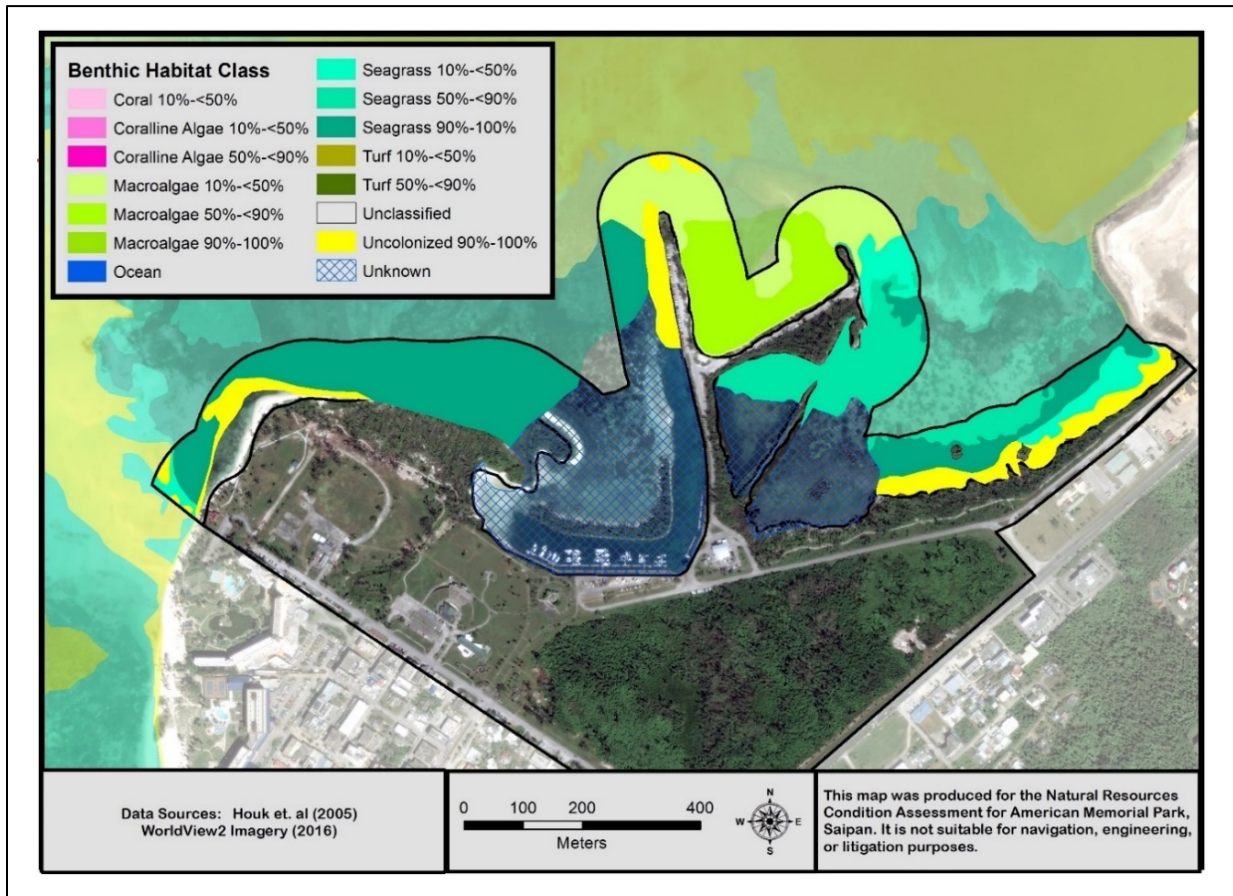 Benthic Habitat Class
Coral 10%-<50%
Coralline Algae 10%-<50%
Coralline Algae 50%-<90%
Macroalgae 10%-<50%
Macroalgae 50%-<90%
Macroalgae 90%-100%
Ocean
Seagrass 10%-<50%
Seagrass 50%-<90%
Seagrass 90%-100%
Turf 10%-<50%
Turf 50%-<90%
Unclassified
Uncolonized 90%-100%
Unknown
Data Sources: Houk et. al (2005)
WorldView2 Imagery (2016)
0 100 200 400
Meters
N
W E
S
This map was produced for the Natural Resources
Condition Assessment for American Memorial Park,
Saipan. It is not suitable for navigation, engineering,
or litigation purposes.